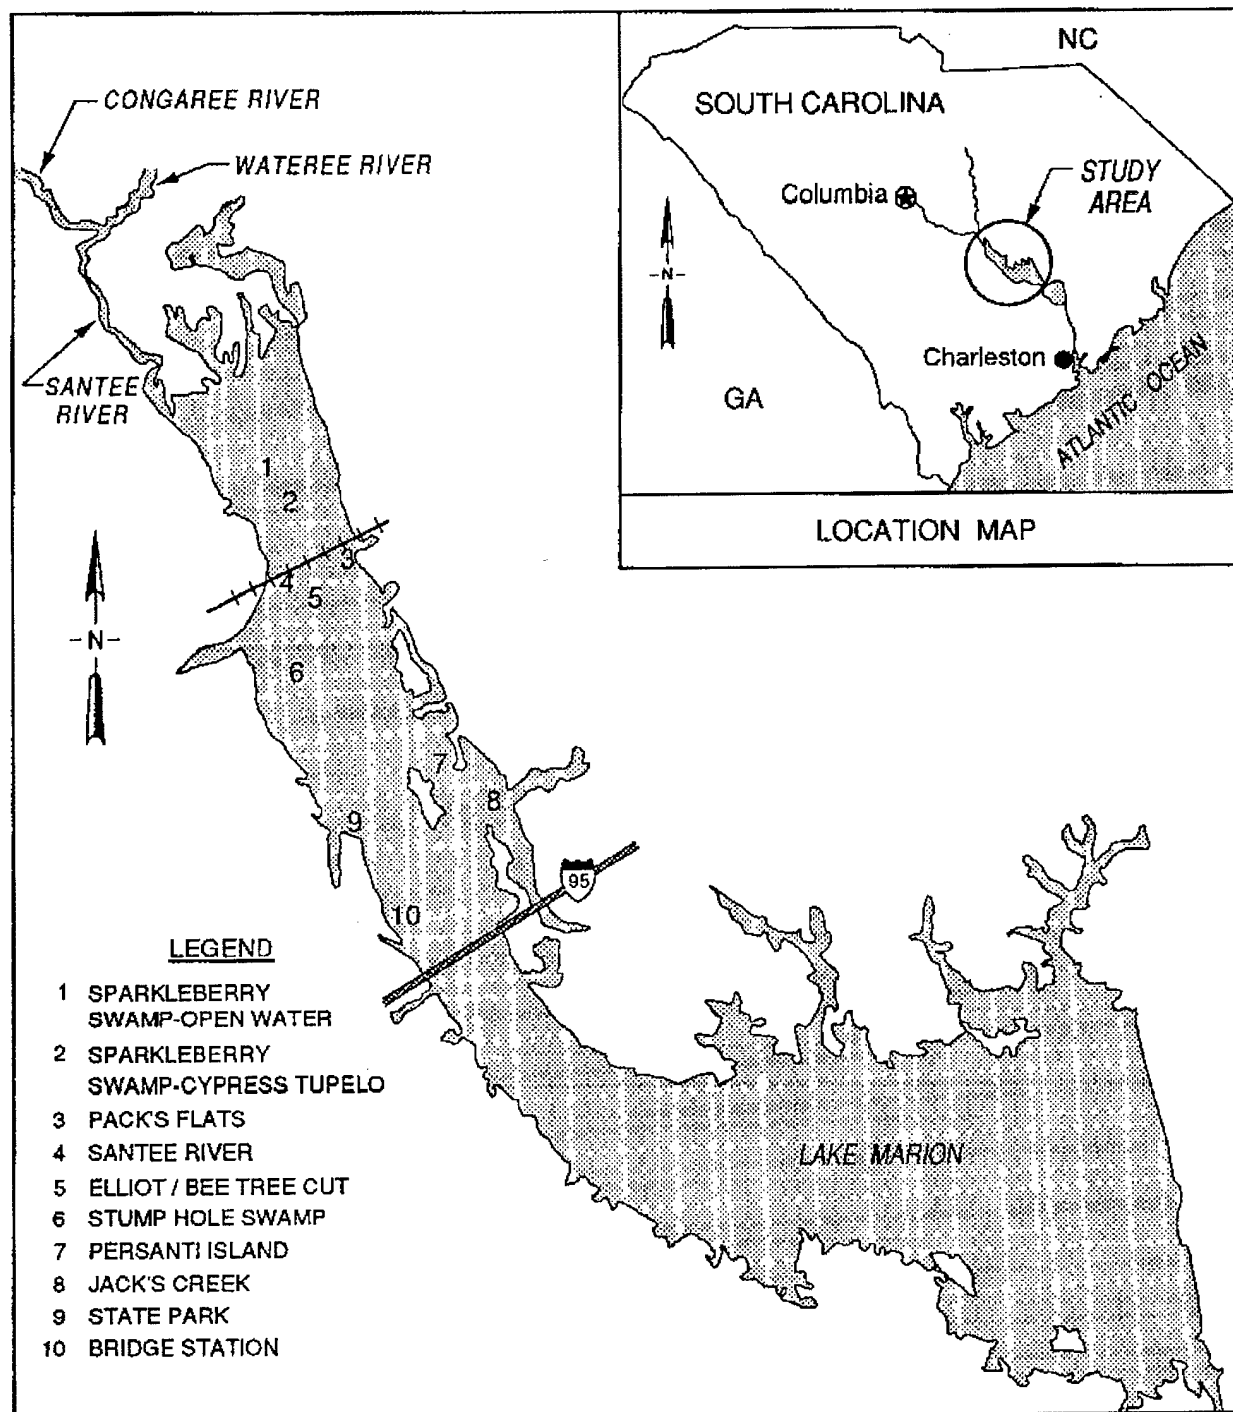 CONGAREE RIVER
WATEREE RIVER
SANTEE
RIVER
NC
SOUTH CAROLINA
Columbia
STUDY
AREA
-N-
Charleston
GA
ATLANTIC OCEAN
LOCATION MAP
1
2
3
4
5
-N-
6
7
8
9
95
10
LAKE MARION
LEGEND
1 SPARKLEBERRY
SWAMP-OPEN WATER
2 SPARKLEBERRY
SWAMP-CYPRESS TUPELO
3 PACK'S FLATS
4 SANTEE RIVER
5 ELLIOT / BEE TREE CUT
6 STUMP HOLE SWAMP
7 PERSANTI ISLAND
8 JACK'S CREEK
9 STATE PARK
10 BRIDGE STATION